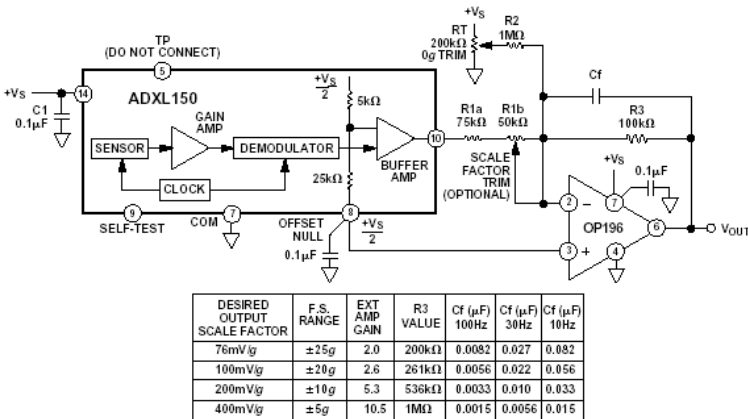 TP
(DO NOT CONNECT)
5
+VS
14
C1
0.1µF
ADXL150
GAIN
AMP
SENSOR
DEMODULATOR
CLOCK
+VS
2
5kΩ
25kΩ
BUFFER
AMP
10
9
SELF-TEST
COM
7
OFFSET
NULL
8
+VS
2
0.1µF
+VS
RT
200kΩ
0g TRIM
R2
1MΩ
R1a
75kΩ
R1b
50kΩ
SCALE
FACTOR
TRIM
(OPTIONAL)
Cf
R3
100kΩ
+VS
0.1µF
2
−
7
OP196
6
VOUT
3
+
4
DESIRED OUTPUT SCALE FACTOR F.S. RANGE EXT AMP GAIN R3 VALUE Cf (µF) 100Hz Cf (µF) 30Hz Cf (µF) 10Hz
76mV/g ±25g 2.0 200kΩ 0.0082 0.027 0.082
100mV/g ±20g 2.6 261kΩ 0.0056 0.022 0.056
200mV/g ±10g 5.3 536kΩ 0.0033 0.010 0.033
400mV/g ±5g 10.5 1MΩ 0.0015 0.0056 0.015